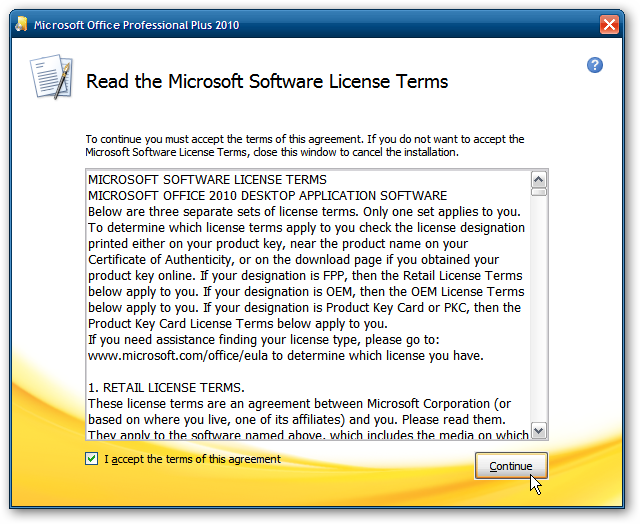 Microsoft Office Professional Plus 2010
Read the Microsoft Software License Terms
To continue you must accept the terms of this agreement. If you do not want to accept the
Microsoft Software License Terms, close this window to cancel the installation.
MICROSOFT SOFTWARE LICENSE TERMS
MICROSOFT OFFICE 2010 DESKTOP APPLICATION SOFTWARE
Below are three separate sets of license terms. Only one set applies to you.
To determine which license terms apply to you check the license designation
printed either on your product key, near the product name on your
Certificate of Authenticity, or on the download page if you obtained your
product key online. If your designation is FPP, then the Retail License Terms
below apply to you. If your designation is OEM, then the OEM License Terms
below apply to you. If your designation is Product Key Card or PKC, then the
Product Key Card License Terms below apply to you.
If you need assistance finding your license type, please go to:
www.microsoft.com/office/eula to determine which license you have.
1. RETAIL LICENSE TERMS.
These license terms are an agreement between Microsoft Corporation (or
based on where you live, one of its affiliates) and you. Please read them.
They apply to the software named above, which includes the media on which
I accept the terms of this agreement
Continue